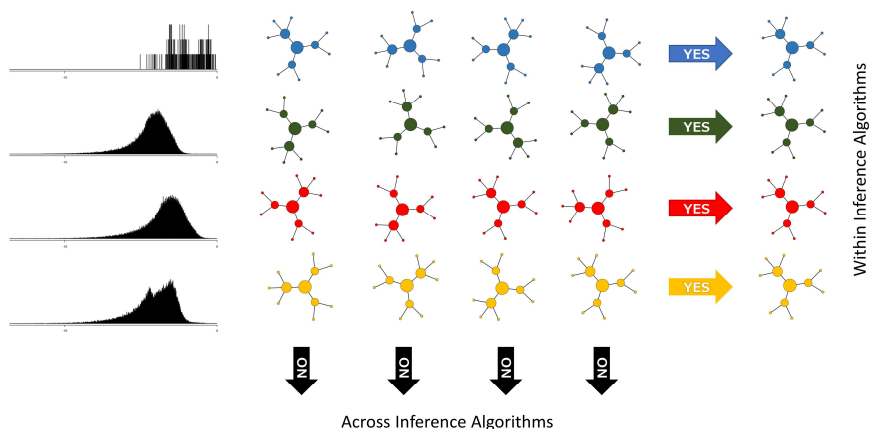 YES
YES
YES
YES
Within Inference Algorithms
NO
NO
NO
NO
Across Inference Algorithms